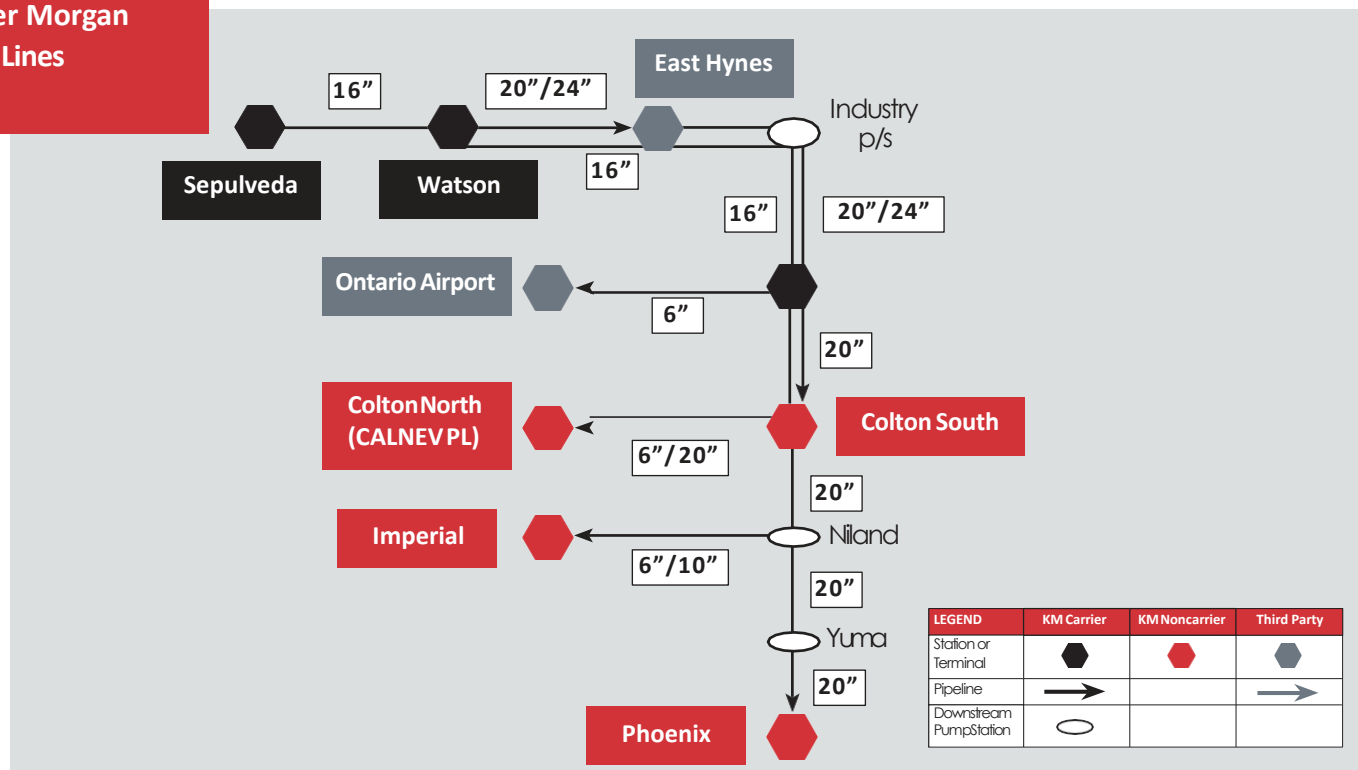 er Morgan
Lines
East Hynes
16”
20”/24”
Industry
p/s
16”
Sepulveda
Watson
16”
20”/24”
Ontario Airport
6”
20”
Colton North
(CALNEV PL)
Colton South
6”/20”
20”
Imperial
Niland
6”/10”
20”
Yuma
20”
Phoenix
LEGEND KM Carrier KM Noncarrier Third Party
Station or
Terminal
Pipeline
Downstream
PumpStation